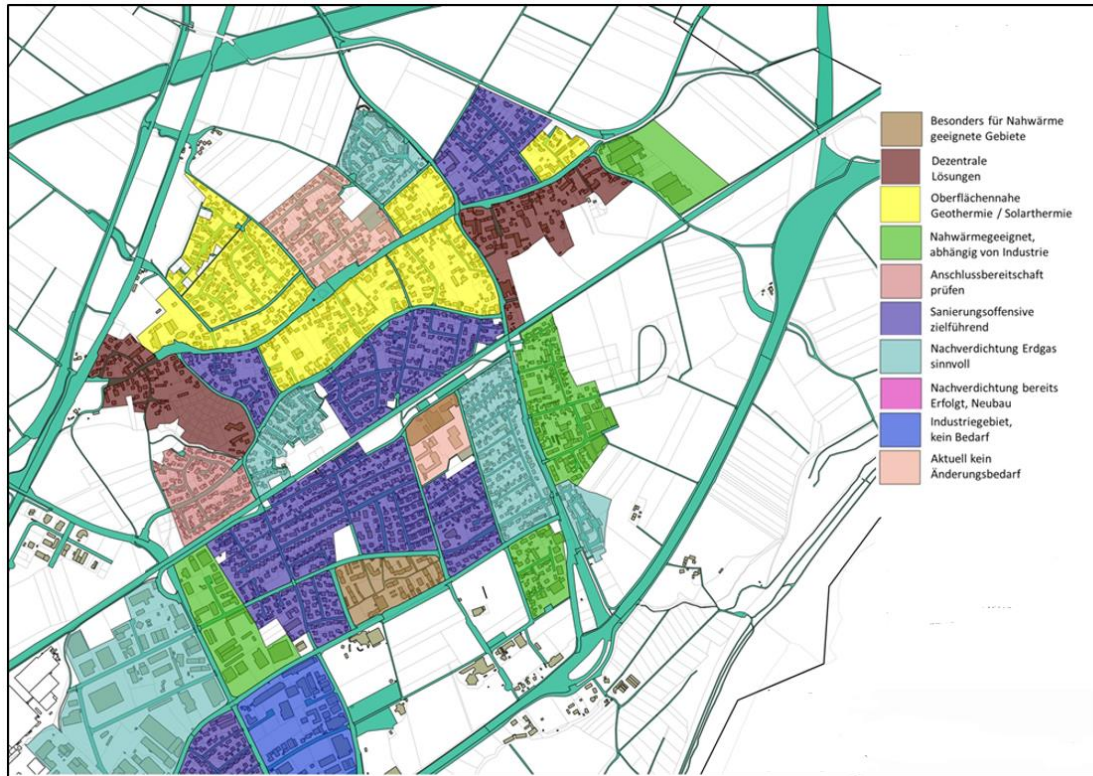 Besonders für Nahwärme
geeignete Gebiete
Dezentrale
Lösungen
Oberflächennahe
Geothermie / Solarthermie
Nahwärmegeeignet,
abhängig von Industrie
Anschlussbereitschaft
prüfen
Sanierungsoffensive
zielführend
Nachverdichtung Erdgas
sinnvoll
Nachverdichtung bereits
Erfolgt, Neubau
Industriegebiet,
kein Bedarf
Aktuell kein
Änderungsbedarf